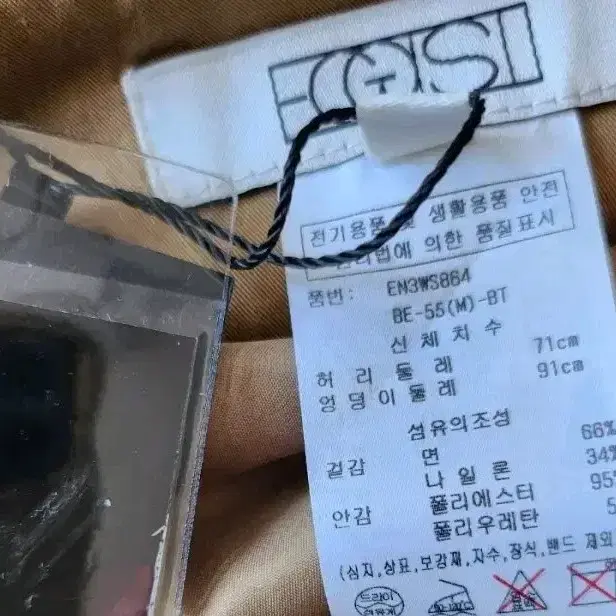 전기용품 및 생활용품 안전
관리법에 의한 품질표시
품번: EN3WS864
BE-55(M)-BT
신체치수
허리둘레 71cm
엉덩이둘레 91cm
섬유의조성
겉감 면 66%
나일론 34%
안감 폴리에스터 95
폴리우레탄 5
(심지,상표,보강재,자수,장식,밴드 제외
드라이